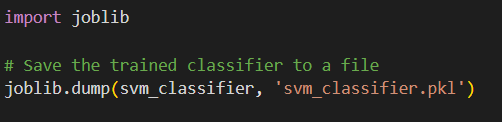 import joblib
# Save the trained classifier to a file
joblib.dump(svm_classifier, 'svm_classifier.pkl')